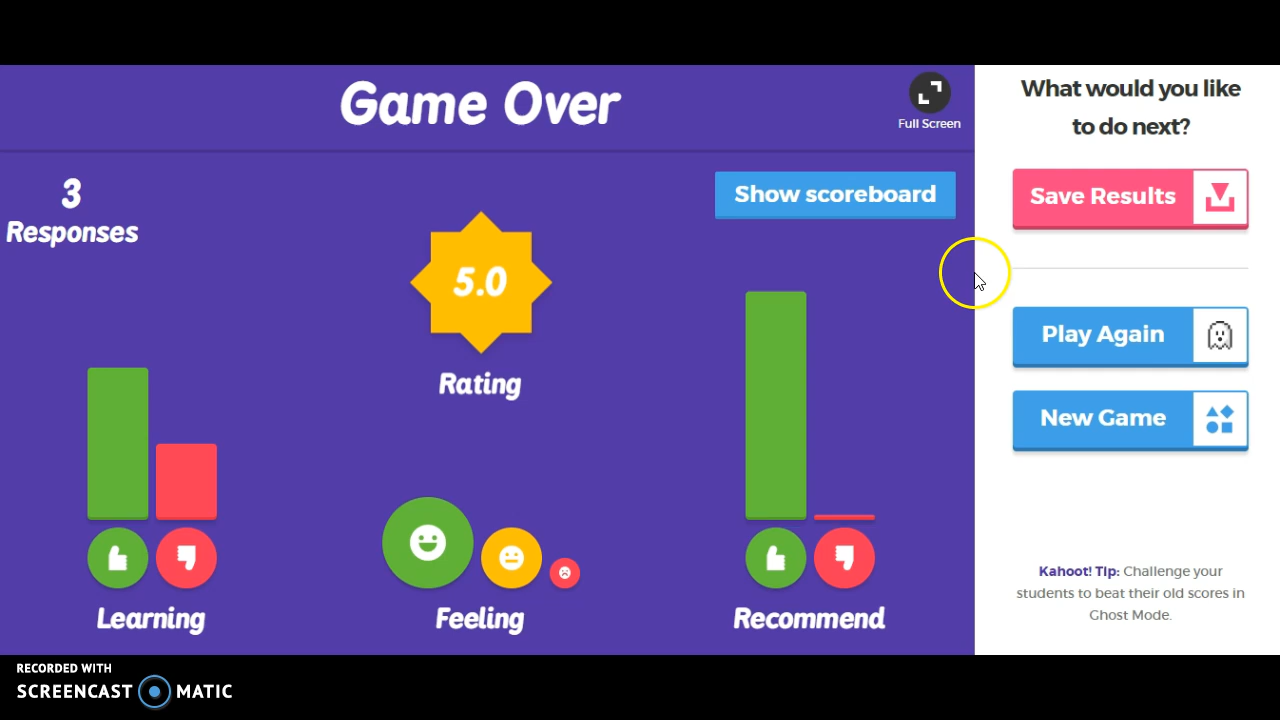 Game Over
Full Screen
3
Responses
Show scoreboard
5.0
Rating
Learning
Feeling
Recommend
What would you like
to do next?
Save Results
Play Again
New Game
Kahoot! Tip: Challenge your
students to beat their old scores in
Ghost Mode.
RECORDED WITH
SCREENCAST MATIC